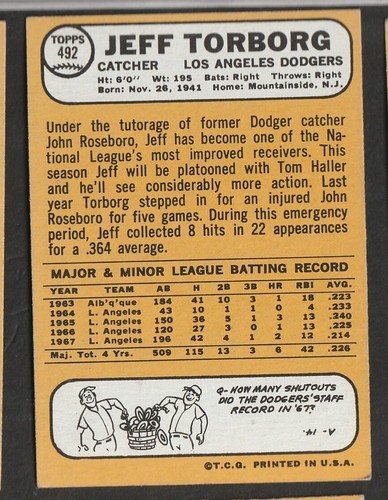 TOPPS
492
JEFF TORBORG
CATCHER LOS ANGELES DODGERS
Ht: 6'0" Wt: 195 Bats: Right Throws: Right
Born: Nov. 26, 1941 Home: Mountainside, N.J.
Under the tutorage of former Dodger catcher
John Roseboro, Jeff has become one of the Na-
tional League's most improved receivers. This
season Jeff will be platooned with Tom Haller
and he'll see considerably more action. Last
year Torborg stepped in for an injured John
Roseboro for five games. During this emergency
period, Jeff collected 8 hits in 22 appearances
for a .364 average.
MAJOR & MINOR LEAGUE BATTING RECORD
YEAR TEAM AB H 2B 3B HR RBI AVG.
1963 Alb'q'que 184 41 10 3 1 18 .223
1964 L. Angeles 43 10 1 1 0 4 .233
1965 L. Angeles 150 36 5 1 3 13 .240
1966 L. Angeles 120 27 3 0 1 13 .225
1967 L. Angeles 196 42 4 1 2 12 .214
Maj. Tot. 4 Yrs. 509 115 13 3 6 42 .226
Q- HOW MANY SHUTOUTS
DID THE DODGERS' STAFF
RECORD IN '67?
A- 14.
©T.C.G. PRINTED IN U.S.A.